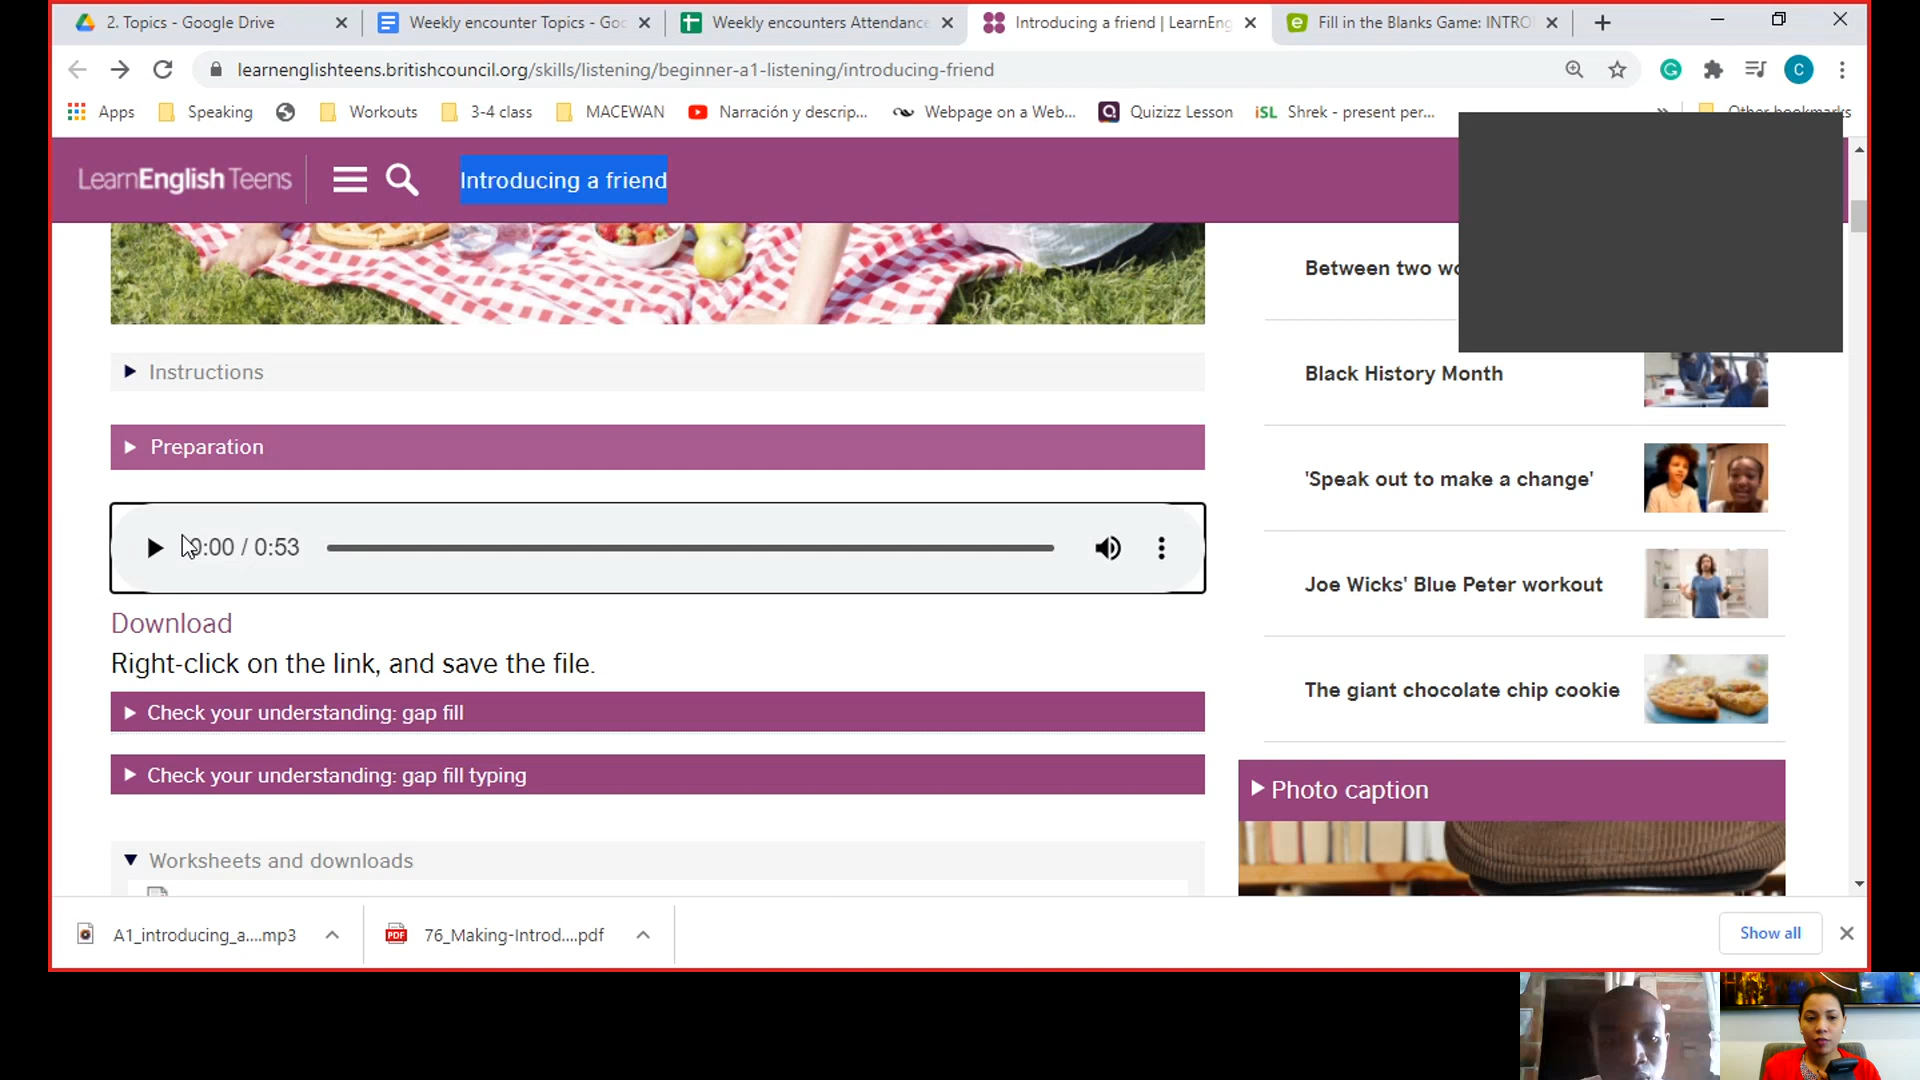 2. Topics - Google Drive
Weekly encounter Topics - Goo
Weekly encounters Attendance
Introducing a friend | LearnEng
Fill in the Blanks Game: INTRO
learnenglishteens.britishcouncil.org/skills/listening/beginner-a1-listening/introducing-friend
C
Apps
Speaking
Workouts
3-4 class
MACEWAN
Narración y descrip...
Webpage on a Web...
Quizizz Lesson
iSL
Shrek - present per...
»
Other bookmarks
LearnEnglish Teens
Introducing a friend
Between two wo
Instructions
Black History Month
Preparation
'Speak out to make a change'
0:00 / 0:53
Joe Wicks' Blue Peter workout
Download
Right-click on the link, and save the file.
The giant chocolate chip cookie
Check your understanding: gap fill
Check your understanding: gap fill typing
Photo caption
Worksheets and downloads
A1_introducing_a....mp3
PDF
76_Making-Introd....pdf
Show all